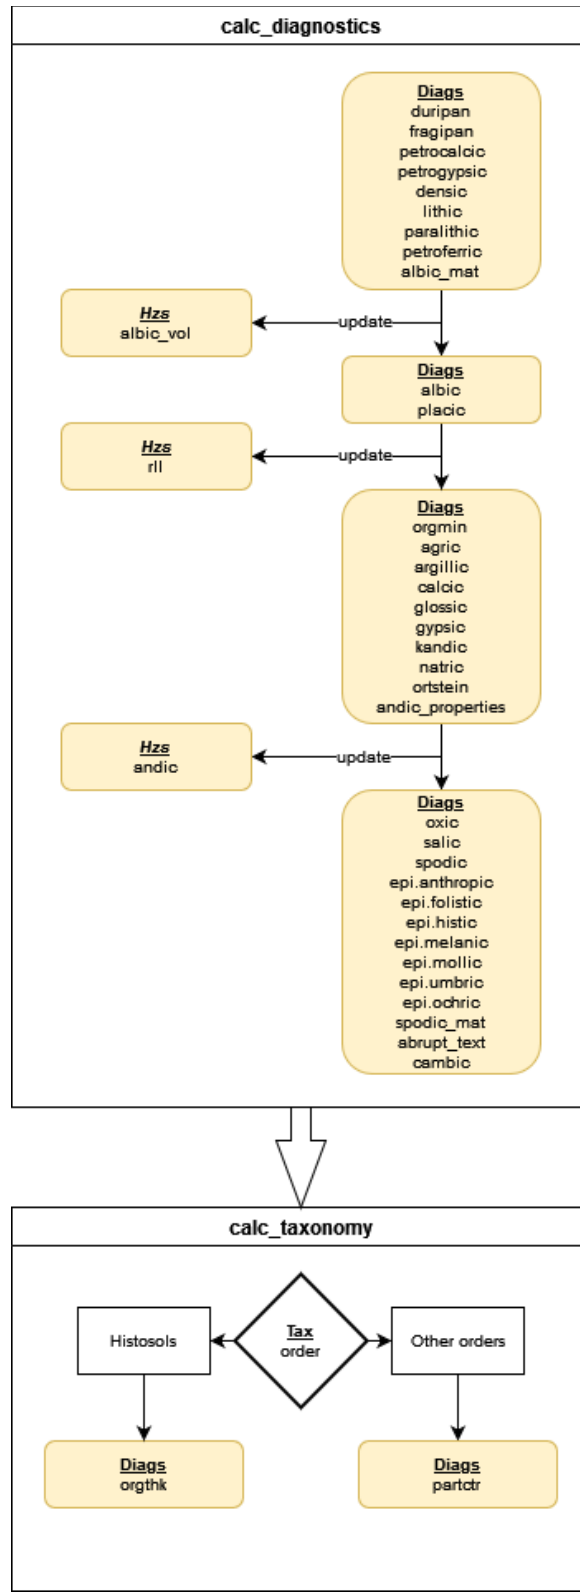 calc_diagnostics
Diags
duripan
fragipan
petrocalcic
petrogypsic
densic
lithic
paralithic
petroferric
albic_mat
Hzs
albic_vol
update
Diags
albic
placic
Hzs
rll
update
Diags
orgmin
agric
argillic
calcic
glossic
gypsic
kandic
natric
ortstein
andic_properties
Hzs
andic
update
Diags
oxic
salic
spodic
epi.anthropic
epi.folistic
epi.histic
epi.melanic
epi.mollic
epi.umbric
epi.ochric
spodic_mat
abrupt_text
cambic
calc_taxonomy
Histosols
Tax
order
Other orders
Diags
orgthk
Diags
partctr